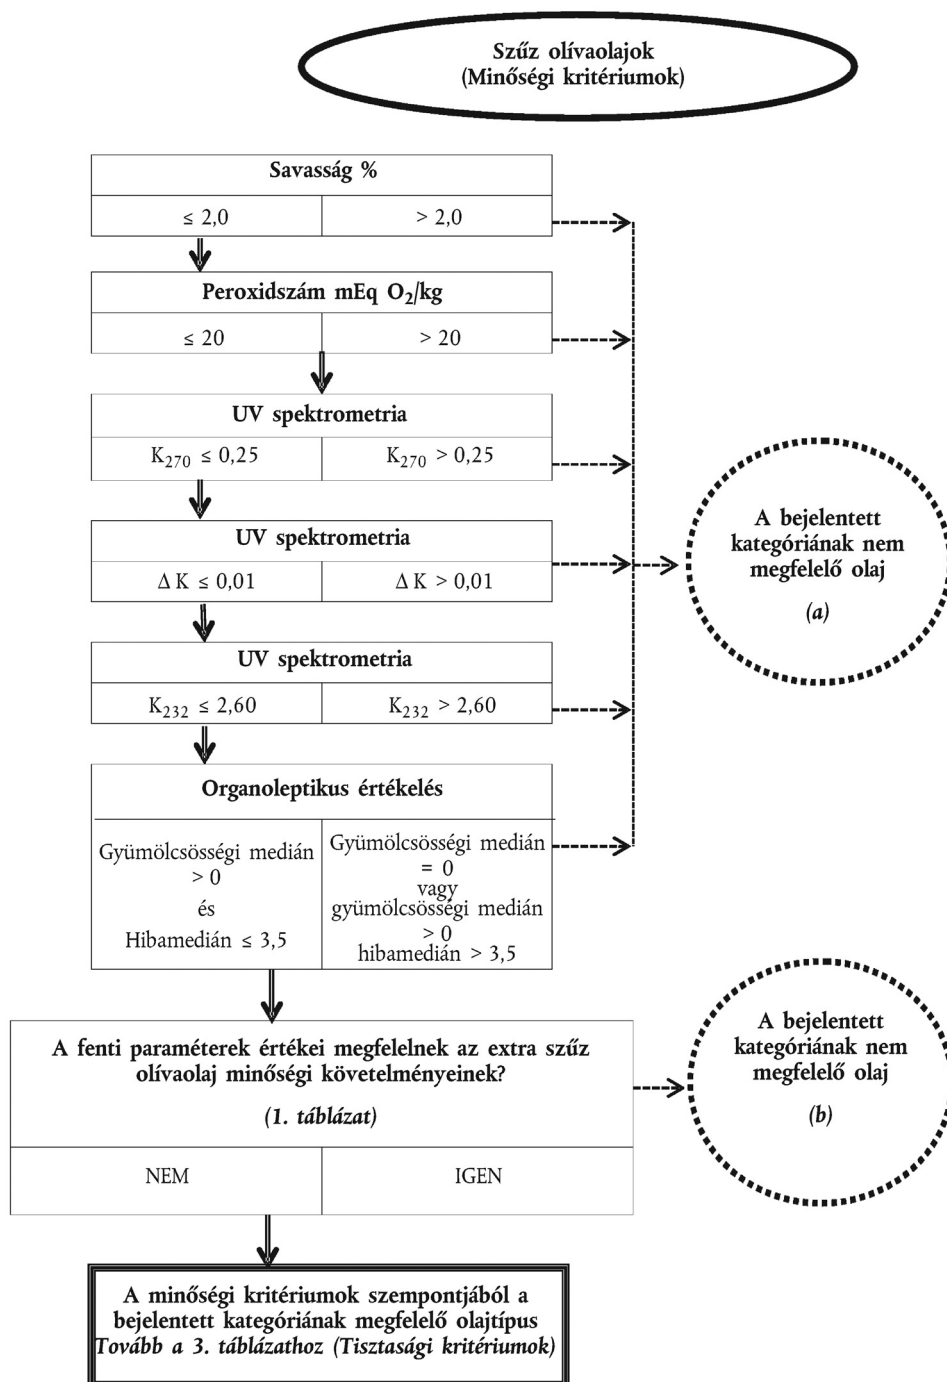 Szűz olívaolajok
(Minőségi kritériumok)
Savasság %
≤ 2,0
> 2,0
Peroxidszám mEq O₂/kg
≤ 20
> 20
UV spektrometria
K₂₇₀ ≤ 0,25
K₂₇₀ > 0,25
UV spektrometria
Δ K ≤ 0,01
Δ K > 0,01
UV spektrometria
K₂₃₂ ≤ 2,60
K₂₃₂ > 2,60
Organoleptikus értékelés
Gyümölcsösségi medián
> 0
és
Hibamedián ≤ 3,5
Gyümölcsösségi medián
= 0
vagy
gyümölcsösségi medián
> 0
hibamedián > 3,5
A bejelentett
kategóriának nem
megfelelő olaj
(a)
A fenti paraméterek értékei megfelelnek az extra szűz
olívaolaj minőségi követelményeinek?
(1. táblázat)
NEM
IGEN
A bejelentett
kategóriának nem
megfelelő olaj
(b)
A minőségi kritériumok szempontjából a
bejelentett kategóriának megfelelő olajtípus
Tovább a 3. táblázathoz (Tisztasági kritériumok)